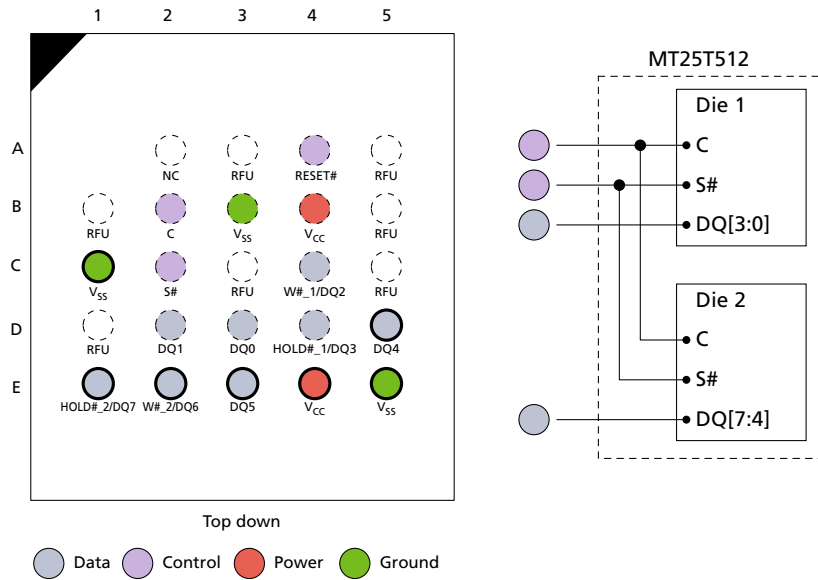 1 2 3 4 5
MT25T512
Die 1
A
C
NC RFU RESET# RFU
S#
B
RFU C VSS VCC RFU
DQ[3:0]
C
VSS S# RFU W#_1/DQ2 RFU
Die 2
D
C
RFU DQ1 DQ0 HOLD#_1/DQ3 DQ4
E
S#
HOLD#_2/DQ7 W#_2/DQ6 DQ5 VCC VSS
DQ[7:4]
Top down
Data Control Power Ground